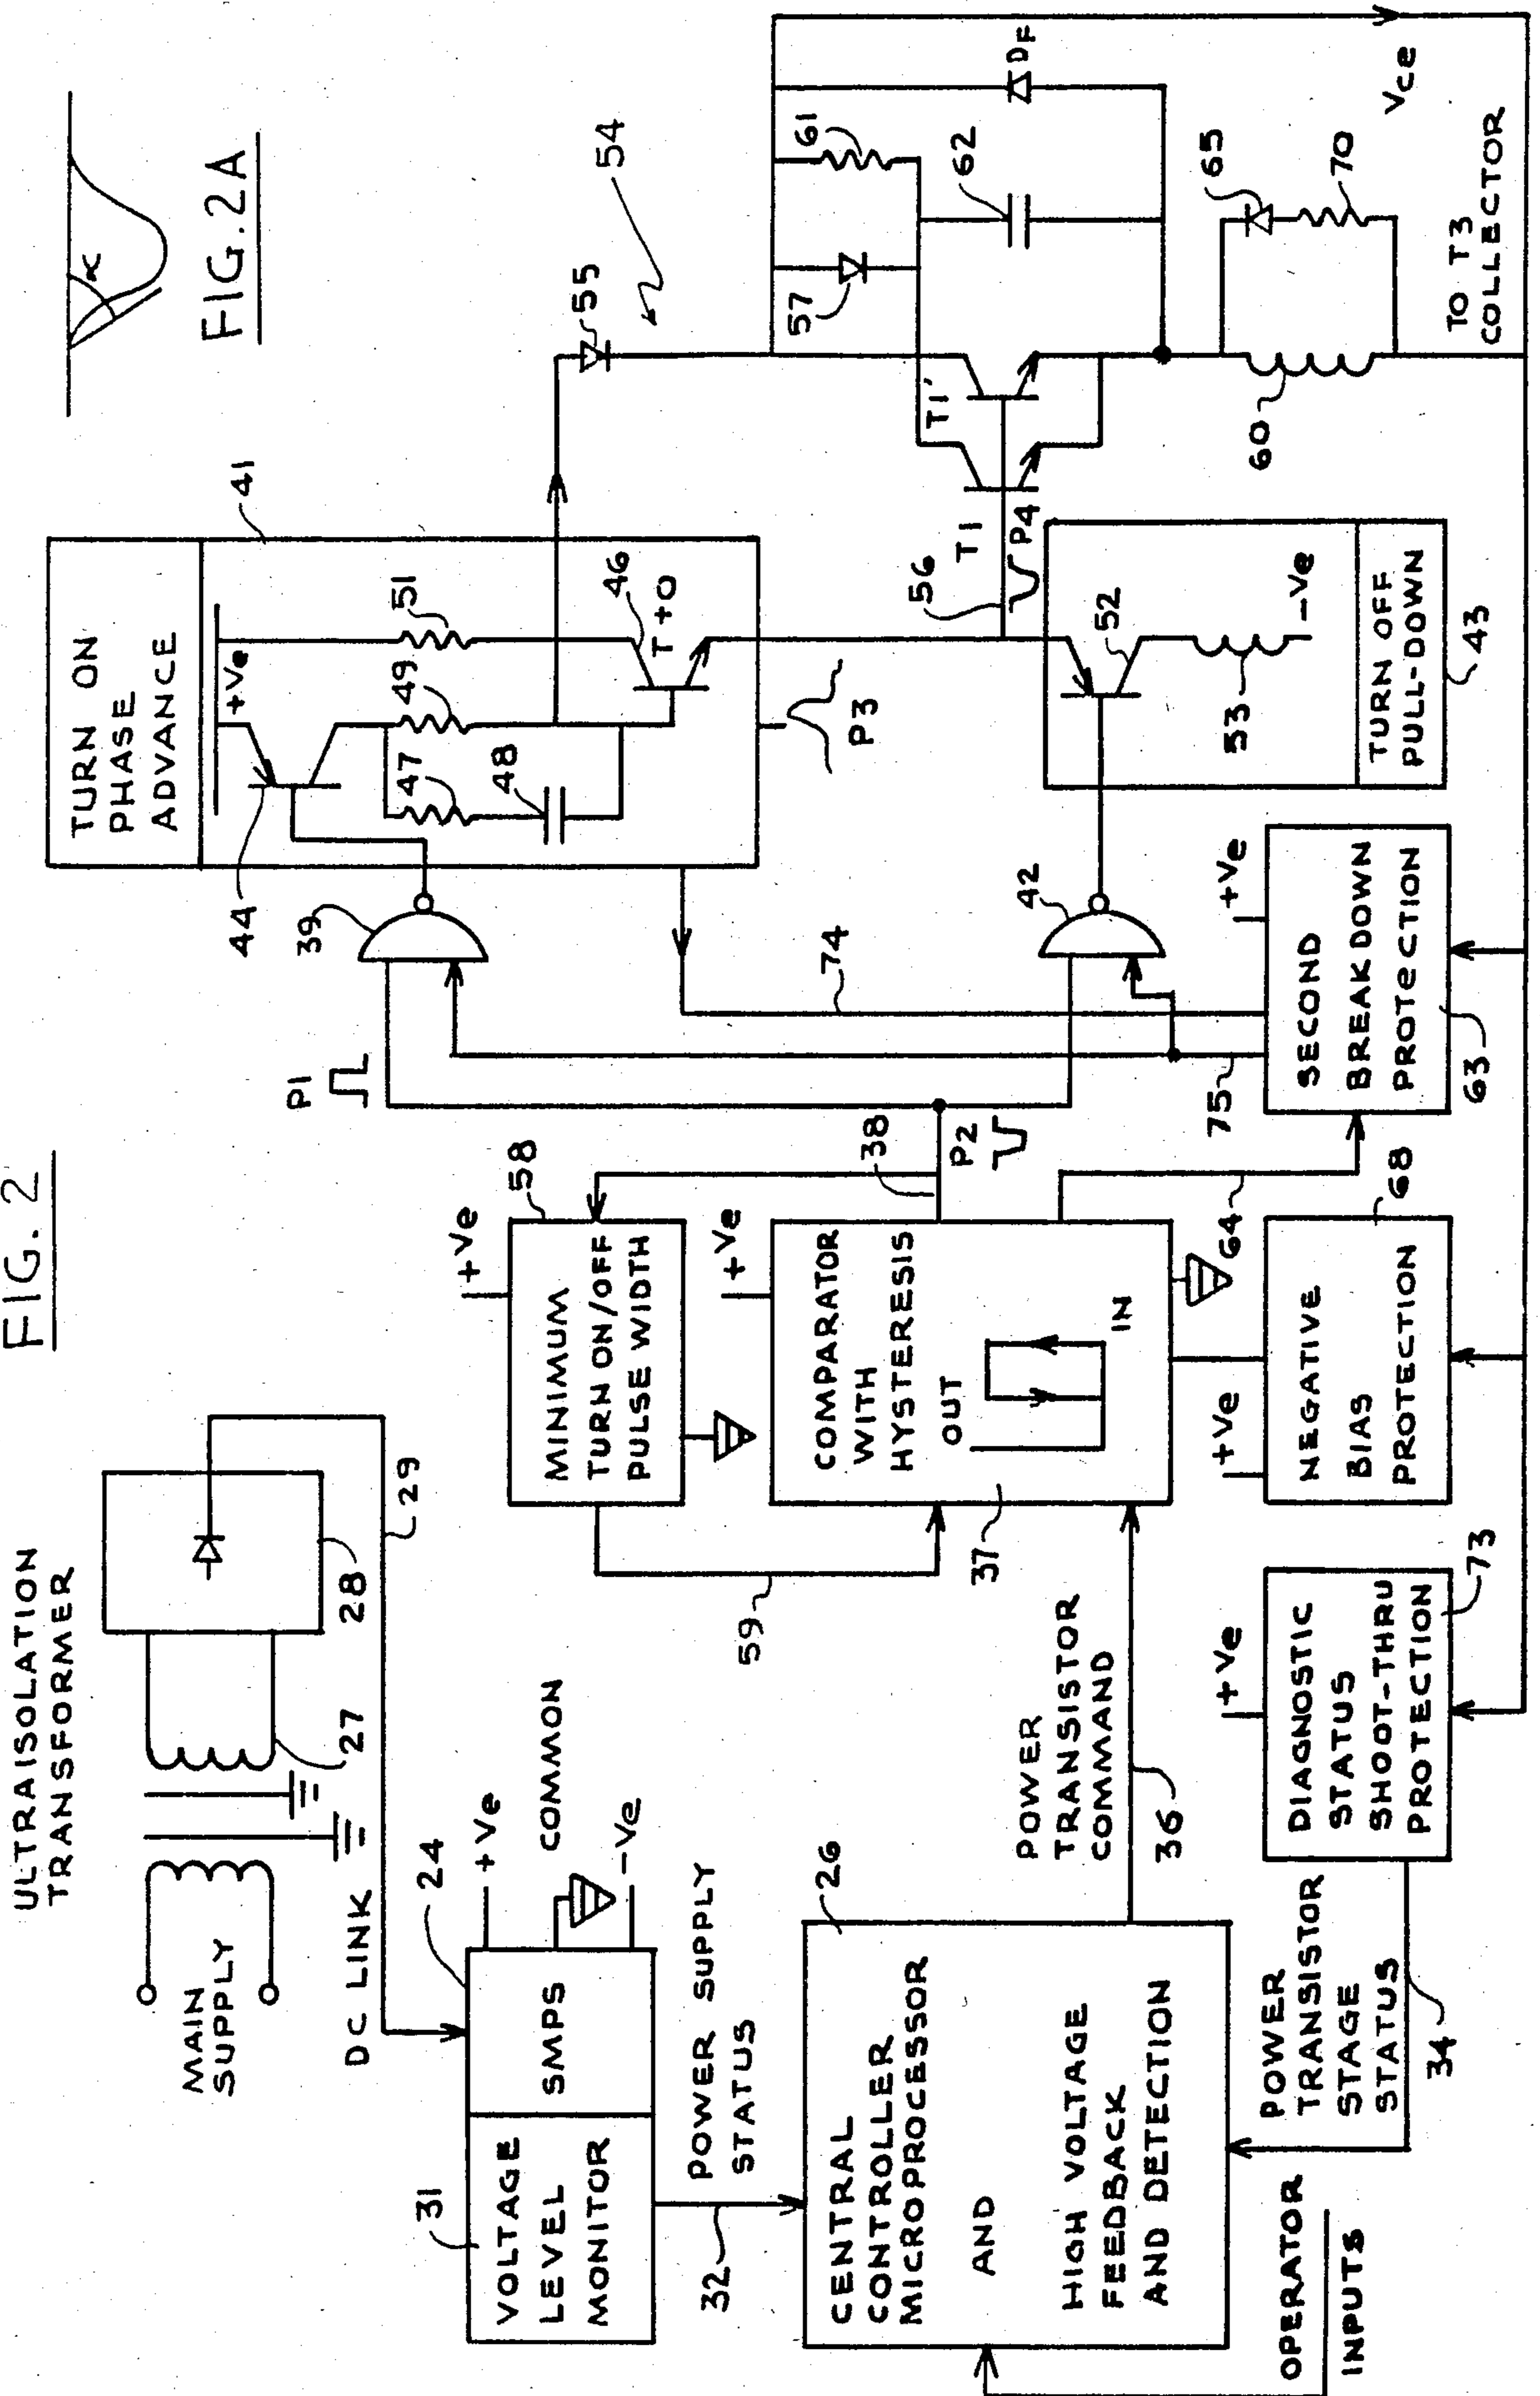 FIG. 2
FIG. 2A
α
ULTRAISOLATION
TRANSFORMER
MAIN
SUPPLY
27
28
29
DC LINK
24
31
VOLTAGE
LEVEL
MONITOR
SMPS
+Ve
COMMON
-Ve
32
POWER SUPPLY
STATUS
26
CENTRAL
CONTROLLER
MICROPROCESSOR
AND
HIGH VOLTAGE
FEEDBACK
AND DETECTION
OPERATOR
INPUTS
POWER
TRANSISTOR
COMMAND
36
POWER
TRANSISTOR
STAGE
STATUS
34
+Ve
58
MINIMUM
TURN ON/OFF
PULSE WIDTH
59
+Ve
COMPARATOR
WITH
HYSTERESIS
OUT
IN
37
38
P2
64
+Ve
DIAGNOSTIC
STATUS
SHOOT-THRU
PROTECTION
73
+Ve
NEGATIVE
BIAS
PROTECTION
68
+Ve
SECOND
BREAKDOWN
PROTECTION
63
75
74
P1
39
42
TURN ON
PHASE
ADVANCE
41
+Ve
44
47
48
49
51
46
T+O
P3
52
53
-Ve
TURN OFF
PULL-DOWN
43
54
55
56
P4
T1
T1'
57
61
62
DF
60
65
70
TO T3
COLLECTOR
Vce